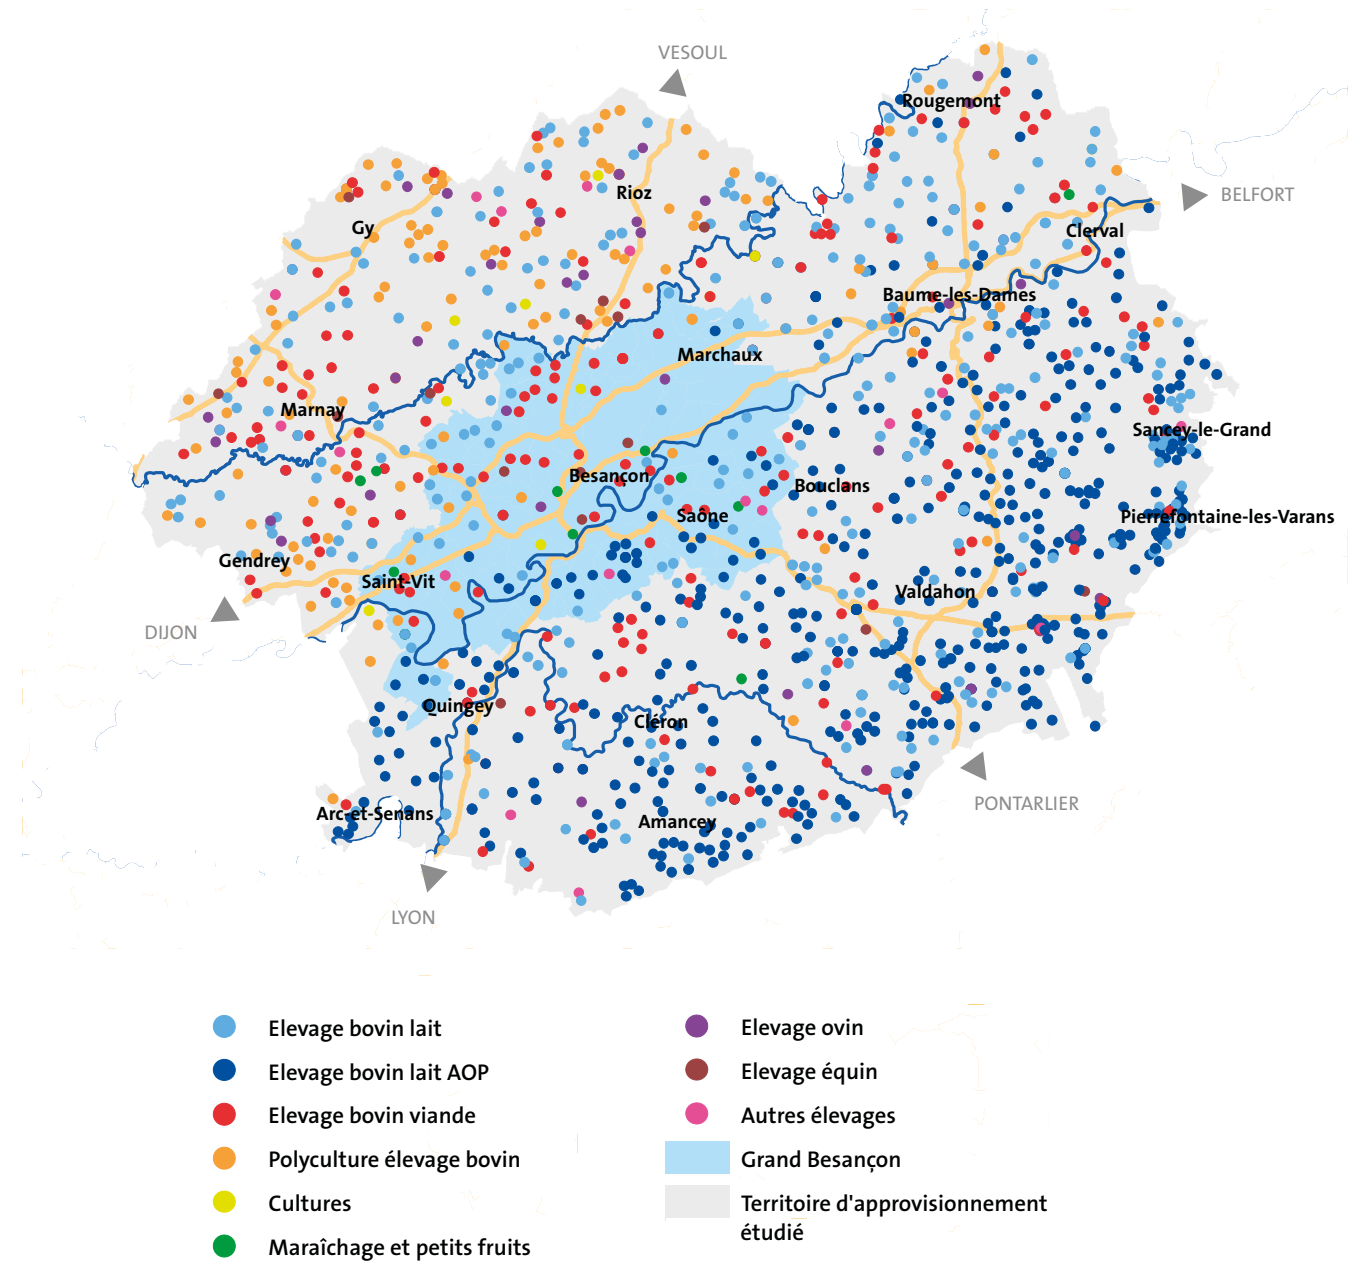 VESOUL
Rougemont
BELFORT
Rioz
Gy
Clerval
Baume-les-Dames
Marchaux
Marnay
Sancey-le-Grand
Besançon
Bouclans
Saône
Pierrefontaine-les-Varans
Gendrey
Saint-Vit
Valdahon
DIJON
Quingey
Cléron
PONTARLIER
Arc-et-Senans
Amancey
LYON
Elevage bovin lait
Elevage bovin lait AOP
Elevage bovin viande
Polyculture élevage bovin
Cultures
Maraîchage et petits fruits
Elevage ovin
Elevage équin
Autres élevages
Grand Besançon
Territoire d'approvisionnement
étudié